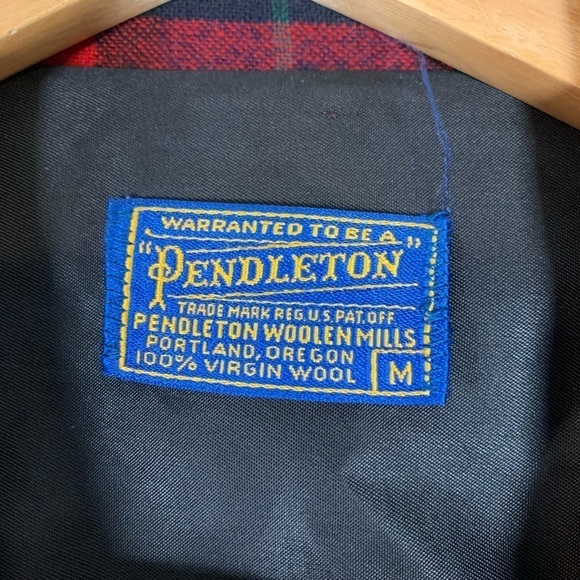 WARRANTED TO BE A
"PENDLETON"
TRADE MARK REG. U.S. PAT. OFF
PENDLETON WOOLEN MILLS
PORTLAND, OREGON
100% VIRGIN WOOL
M